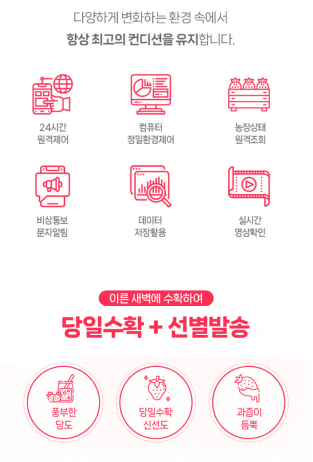 다양하게 변화하는 환경 속에서
항상 최고의 컨디션을 유지합니다.
24시간
원격제어
컴퓨터
정밀환경제어
농장상태
원격조회
비상통보
문자알림
데이터
저장활용
실시간
영상확인
이른 새벽에 수확하여
당일수확 + 선별발송
풍부한
당도
당일수확
신선도
과즙이
듬뿍